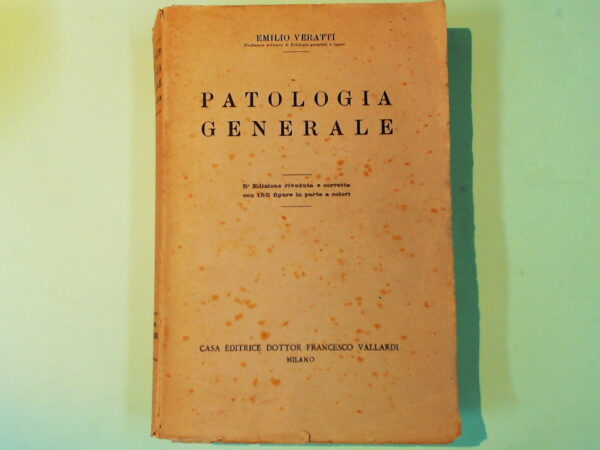 EMILIO VERATTI
PATOLOGIA
GENERALE
5ª Edizione riveduta e corretta
con 155 figure in parte a colori
CASA EDITRICE DOTTOR FRANCESCO VALLARDI
MILANO